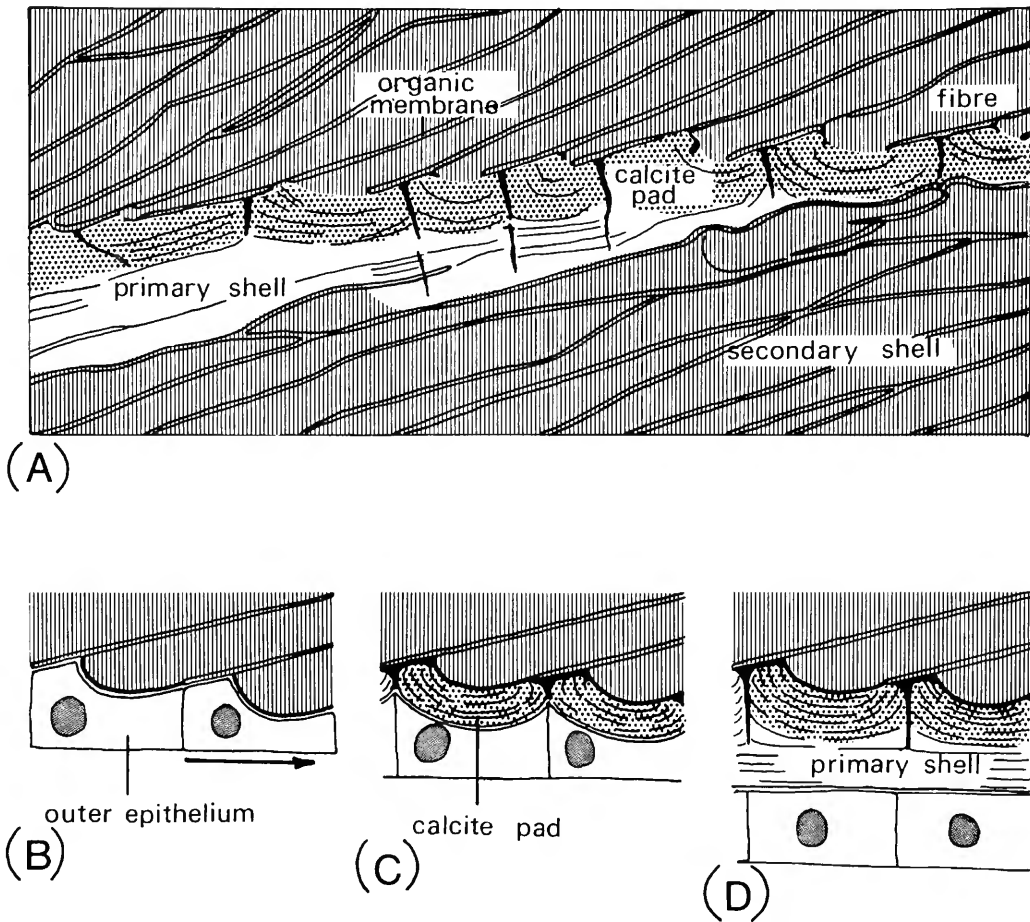 organic
membrane
fibre
calcite
pad
primary shell
secondary shell
(A)
outer epithelium
(B)
calcite pad
(C)
primary shell
(D)